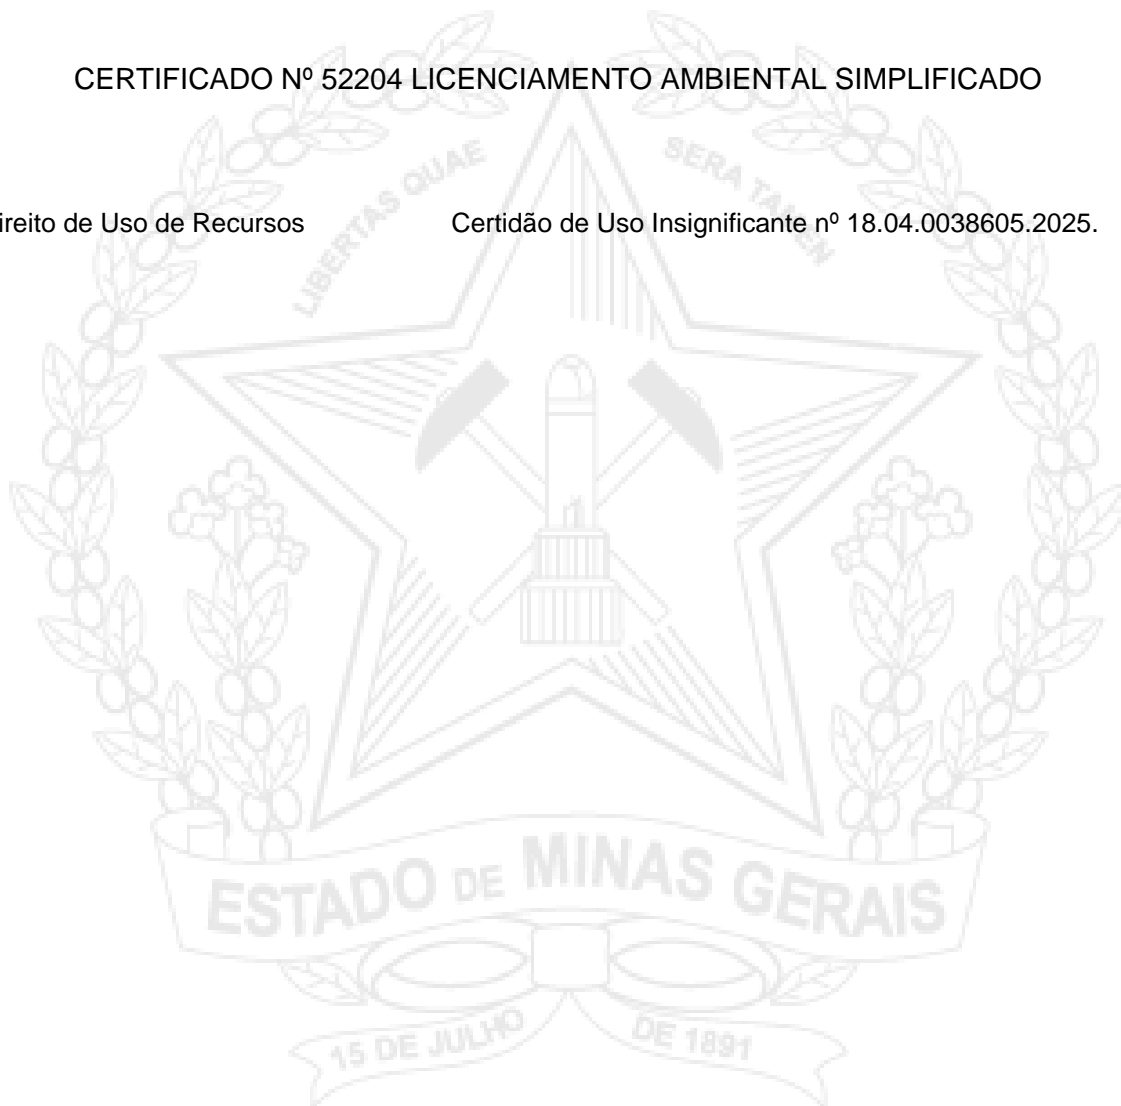 CERTIFICADO Nº 52204 LICENCIAMENTO AMBIENTAL SIMPLIFICADO
LIBERTAS QUAE SERA TAMEN
ireito de Uso de Recursos Certidão de Uso Insignificante nº 18.04.0038605.2025.
ESTADO DE MINAS GERAIS
15 DE JULHO DE 1891